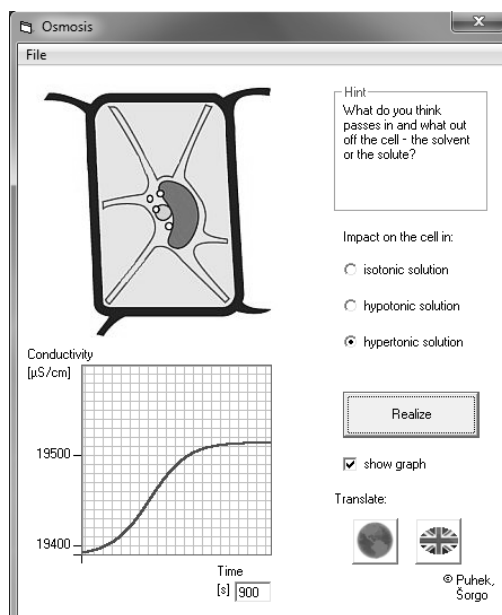 Osmosis
File
Hint
What do you think
passes in and what out
off the cell - the solvent
or the solute?
Impact on the cell in:
isotonic solution
hypotonic solution
hypertonic solution
Realize
show graph
Translate:
© Puhek,
Šorgo
Conductivity
[µS/cm]
19500
19400
Time
[s] 900